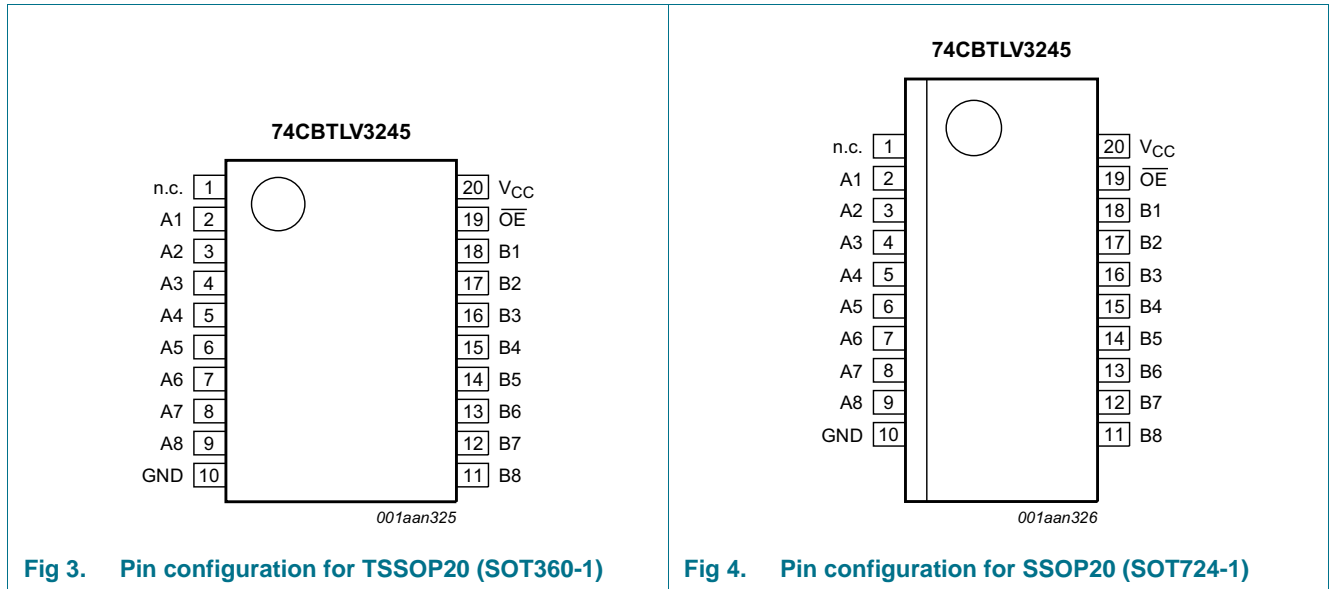 74CBTLV3245
n.c. 1
A1 2
A2 3
A3 4
A4 5
A5 6
A6 7
A7 8
A8 9
GND 10
20 VCC
19 OE
18 B1
17 B2
16 B3
15 B4
14 B5
13 B6
12 B7
11 B8
001aan325
Fig 3. Pin configuration for TSSOP20 (SOT360-1)
74CBTLV3245
n.c. 1
A1 2
A2 3
A3 4
A4 5
A5 6
A6 7
A7 8
A8 9
GND 10
20 VCC
19 OE
18 B1
17 B2
16 B3
15 B4
14 B5
13 B6
12 B7
11 B8
001aan326
Fig 4. Pin configuration for SSOP20 (SOT724-1)